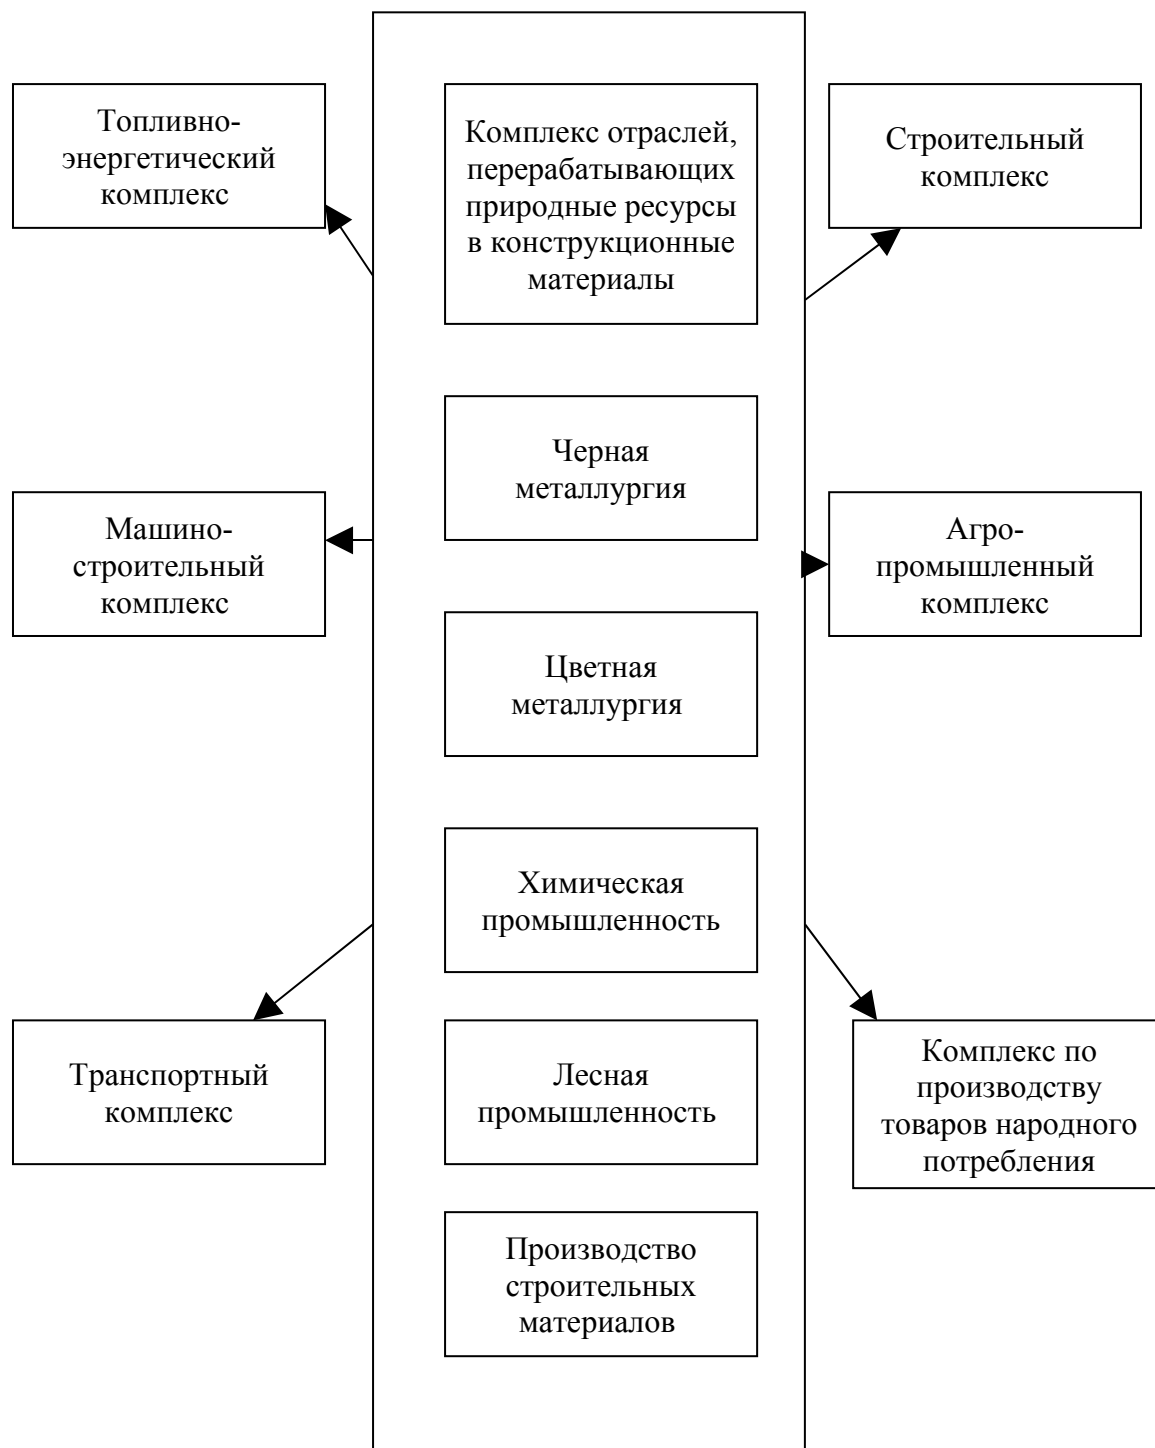 Топливно-
энергетический
комплекс
Комплекс отраслей,
перерабатывающих
природные ресурсы
в конструкционные
материалы
Строительный
комплекс
Черная
металлургия
Машино-
строительный
комплекс
Агро-
промышленный
комплекс
Цветная
металлургия
Химическая
промышленность
Транспортный
комплекс
Лесная
промышленность
Комплекс по
производству
товаров народного
потребления
Производство
строительных
материалов